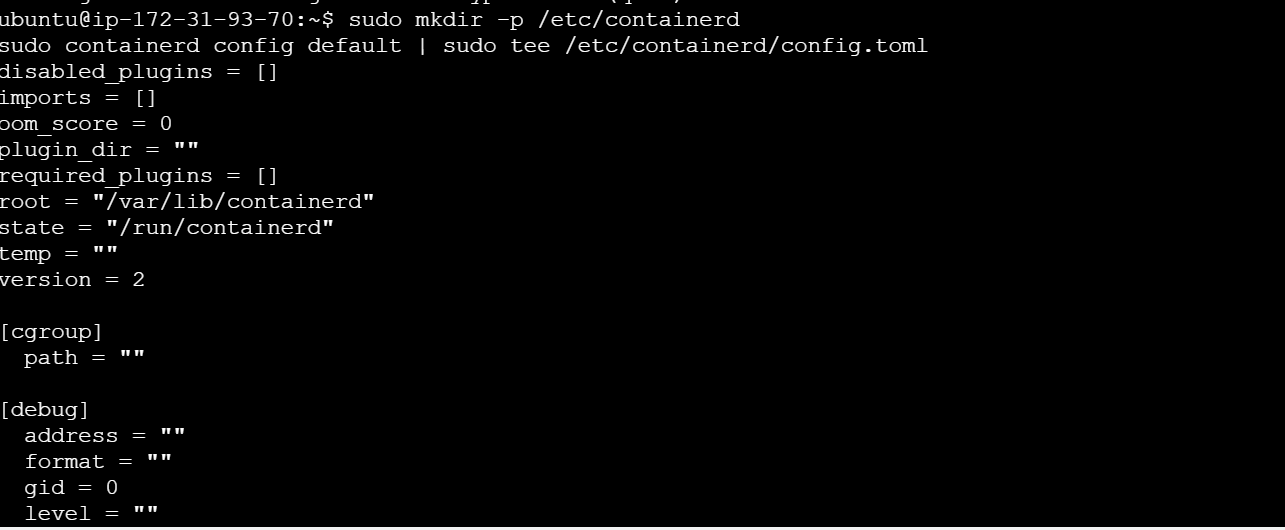 ubuntu@ip-172-31-93-70:~$ sudo mkdir -p /etc/containerd
sudo containerd config default | sudo tee /etc/containerd/config.toml
disabled_plugins = []
imports = []
oom_score = 0
plugin_dir = ""
required_plugins = []
root = "/var/lib/containerd"
state = "/run/containerd"
temp = ""
version = 2

[cgroup]
  path = ""

[debug]
  address = ""
  format = ""
  gid = 0
  level = ""